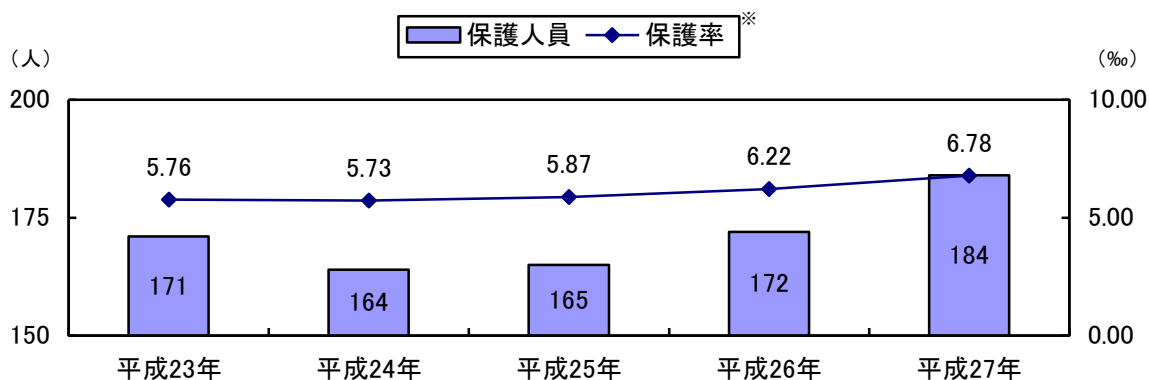 保護人員 保護率※
（人） （‰）
200 10.00
5.76 5.73 5.87 6.22 6.78
175 5.00
171 164 165 172 184
150 0.00
平成23年 平成24年 平成25年 平成26年 平成27年